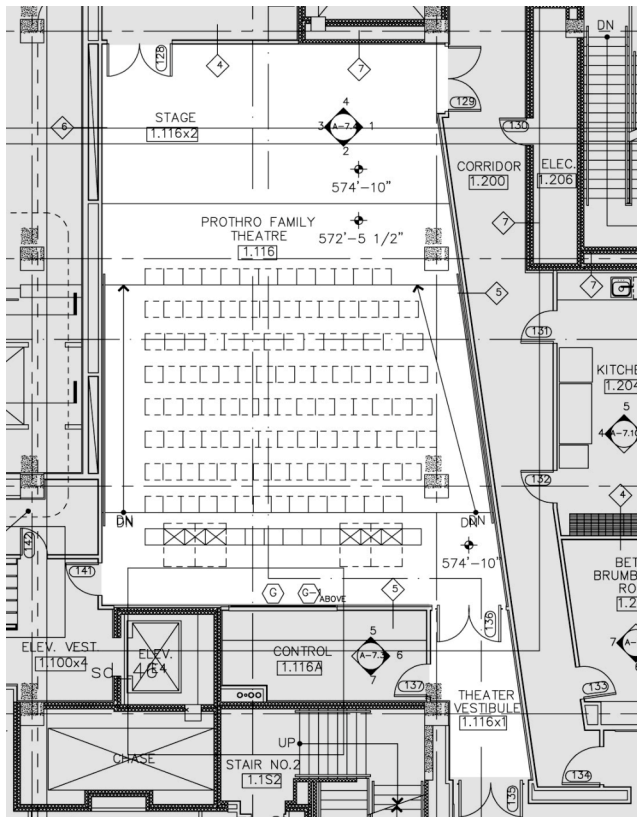 DN
128
4
7
129
STAGE
1.116x2
6
4
3 A-7.4 1
2
130
CORRIDOR
1.200
ELEC.
1.206
574'-10"
PROTHRO FAMILY
THEATRE
1.116
572'-5 1/2"
7
7
5
131
KITCHE
1.204
5
4 A-7.10
132
4
DN
DN
142
574'-10"
141
G
G-1
ABOVE
5
136
BET
BRUMB
RO
1.2
7
ELEV. VEST.
1.100x4
ELEV.
E4
CONTROL
1.116A
5
A-7.
6
7
137
133
THEATER
VESTIBULE
1.116x1
CHASE
UP
STAIR NO.2
1.1S2
134
135